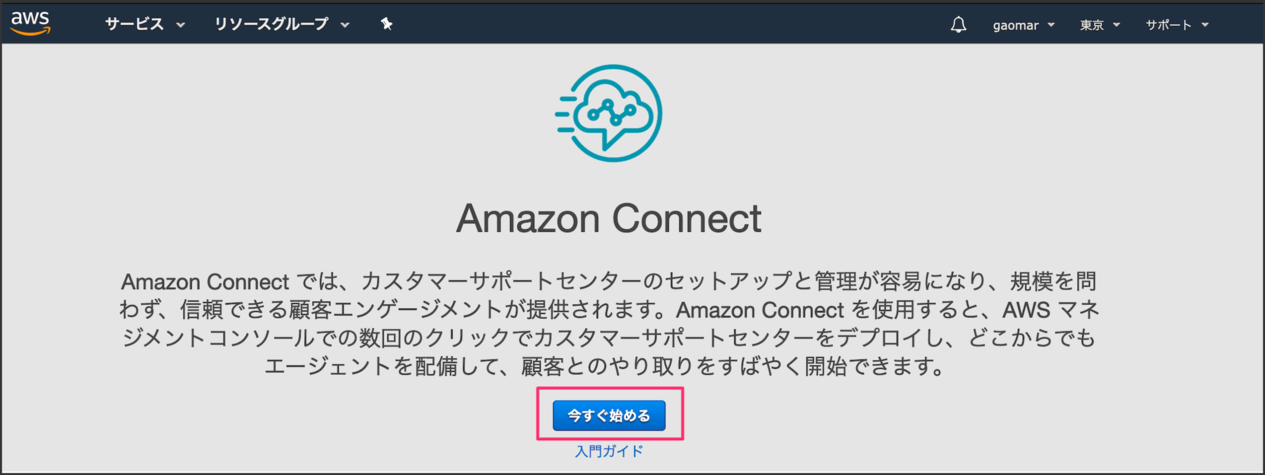 aws サービス リソースグループ gaomar 東京 サポート
Amazon Connect
Amazon Connect では、カスタマーサポートセンターのセットアップと管理が容易になり、規模を問
わず、信頼できる顧客エンゲージメントが提供されます。Amazon Connect を使用すると、AWS マネ
ジメントコンソールでの数回のクリックでカスタマーサポートセンターをデプロイし、どこからでも
エージェントを配備して、顧客とのやり取りをすばやく開始できます。
今すぐ始める
入門ガイド